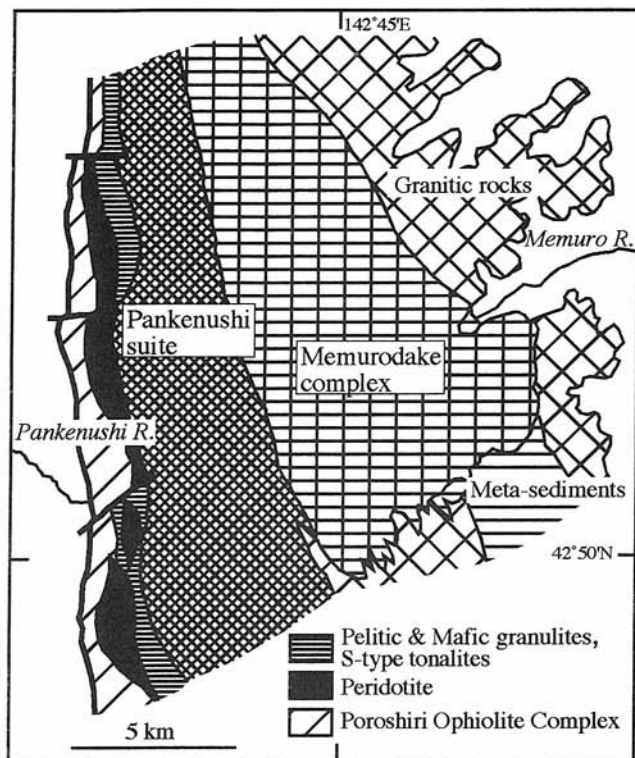 142°45'E
Granitic rocks
Memuro R.
Pankenushi
suite
Memurodake
complex
Pankenushi R.
Meta-sediments
42°50'N
Pelitic & Mafic granulites,
S-type tonalites
Peridotite
Poroshiri Ophiolite Complex
5 km